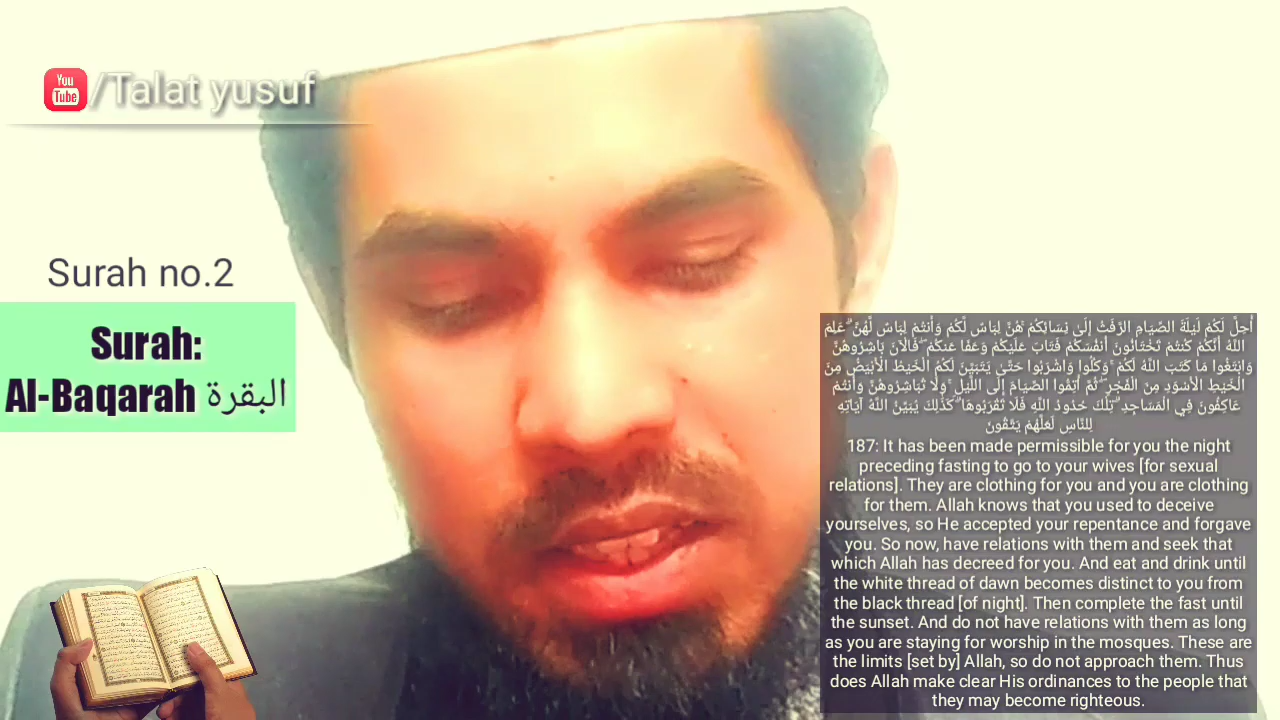 You
Tube
/Talat yusuf
Surah no.2
Surah:
Al-Baqarah البقرة
أُحِلَّ لَكُمْ لَيْلَةَ الصِّيَامِ الرَّفَثُ إِلَىٰ نِسَائِكُمْ ۚ هُنَّ لِبَاسٌ لَّكُمْ وَأَنتُمْ لِبَاسٌ لَّهُنَّ ۗ عَلِمَ
اللَّهُ أَنَّكُمْ كُنتُمْ تَخْتَانُونَ أَنفُسَكُمْ فَتَابَ عَلَيْكُمْ وَعَفَا عَنكُمْ ۖ فَالْآنَ بَاشِرُوهُنَّ
وَابْتَغُوا مَا كَتَبَ اللَّهُ لَكُمْ ۚ وَكُلُوا وَاشْرَبُوا حَتَّىٰ يَتَبَيَّنَ لَكُمُ الْخَيْطُ الْأَبْيَضُ مِنَ
الْخَيْطِ الْأَسْوَدِ مِنَ الْفَجْرِ ۖ ثُمَّ أَتِمُّوا الصِّيَامَ إِلَى اللَّيْلِ ۚ وَلَا تُبَاشِرُوهُنَّ وَأَنتُمْ
عَاكِفُونَ فِي الْمَسَاجِدِ ۗ تِلْكَ حُدُودُ اللَّهِ فَلَا تَقْرَبُوهَا ۗ كَذَٰلِكَ يُبَيِّنُ اللَّهُ آيَاتِهِ
لِلنَّاسِ لَعَلَّهُمْ يَتَّقُونَ
187: It has been made permissible for you the night
preceding fasting to go to your wives [for sexual
relations]. They are clothing for you and you are clothing
for them. Allah knows that you used to deceive
yourselves, so He accepted your repentance and forgave
you. So now, have relations with them and seek that
which Allah has decreed for you. And eat and drink until
the white thread of dawn becomes distinct to you from
the black thread [of night]. Then complete the fast until
the sunset. And do not have relations with them as long
as you are staying for worship in the mosques. These are
the limits [set by] Allah, so do not approach them. Thus
does Allah make clear His ordinances to the people that
they may become righteous.